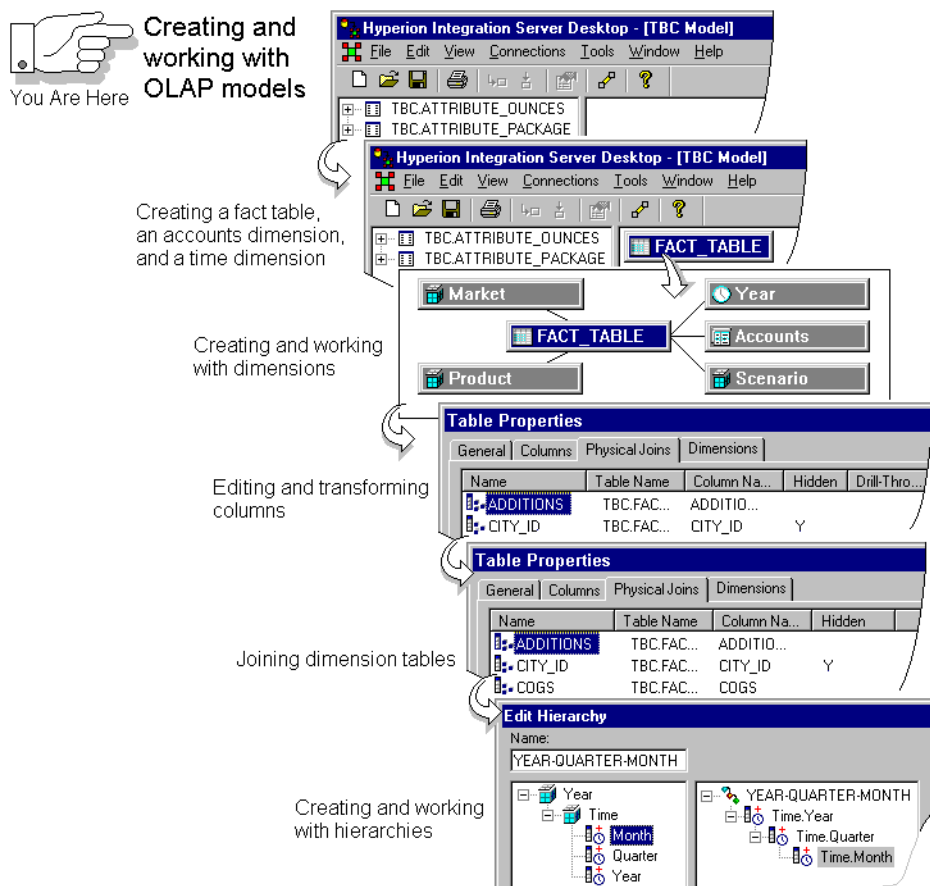 Creating and
working with
OLAP models
You Are Here
Hyperion Integration Server Desktop - [TBC Model]
File Edit View Connections Tools Window Help
TBC.ATTRIBUTE_OUNCES
TBC.ATTRIBUTE_PACKAGE
Hyperion Integration Server Desktop - [TBC Model]
File Edit View Connections Tools Window Help
Creating a fact table,
an accounts dimension,
and a time dimension
TBC.ATTRIBUTE_OUNCES
TBC.ATTRIBUTE_PACKAGE
FACT_TABLE
Market
Year
FACT_TABLE
Accounts
Product
Scenario
Creating and working
with dimensions
Table Properties
General Columns Physical Joins Dimensions
Name Table Name Column Na... Hidden Drill-Thro...
ADDITIONS TBC.FAC... ADDITIO...
CITY_ID TBC.FAC... CITY_ID Y
Editing and transforming
columns
Table Properties
General Columns Physical Joins Dimensions
Name Table Name Column Na... Hidden
ADDITIONS TBC.FAC... ADDITIO...
CITY_ID TBC.FAC... CITY_ID Y
COGS TBC.FAC... COGS
Joining dimension tables
Edit Hierarchy
Name:
YEAR-QUARTER-MONTH
Year
Time
Month
Quarter
Year
YEAR-QUARTER-MONTH
Time.Year
Time.Quarter
Time.Month
Creating and working
with hierarchies